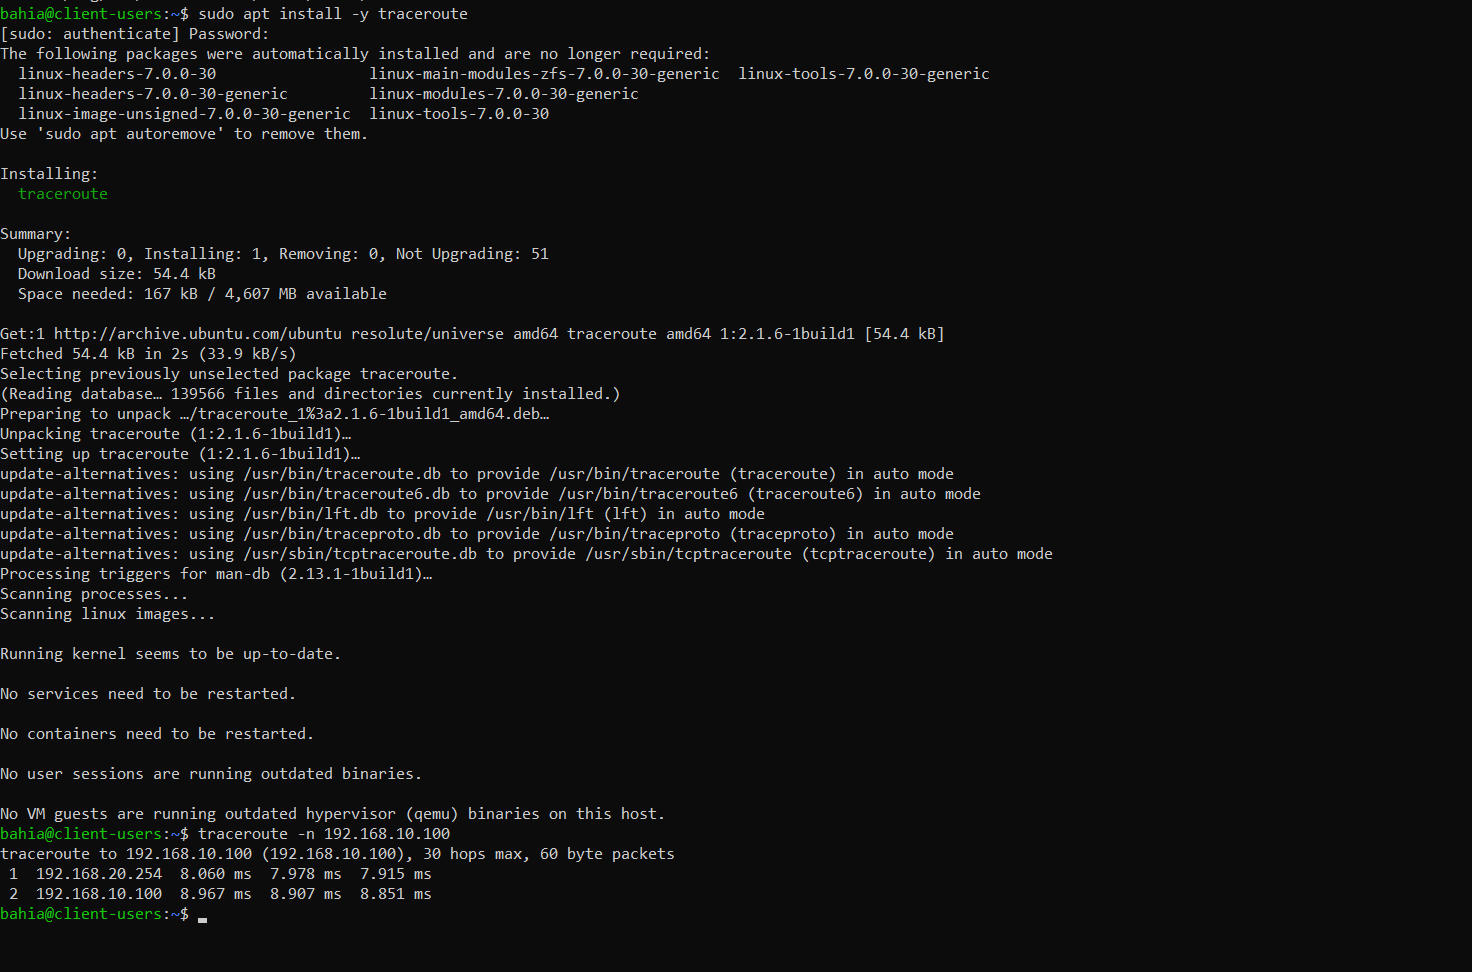 bahia@client-users:~$ sudo apt install -y traceroute
[sudo: authenticate] Password:
The following packages were automatically installed and are no longer required:
  linux-headers-7.0.0-30                 linux-main-modules-zfs-7.0.0-30-generic  linux-tools-7.0.0-30-generic
  linux-headers-7.0.0-30-generic         linux-modules-7.0.0-30-generic
  linux-image-unsigned-7.0.0-30-generic  linux-tools-7.0.0-30
Use 'sudo apt autoremove' to remove them.

Installing:
  traceroute

Summary:
  Upgrading: 0, Installing: 1, Removing: 0, Not Upgrading: 51
  Download size: 54.4 kB
  Space needed: 167 kB / 4,607 MB available

Get:1 http://archive.ubuntu.com/ubuntu resolute/universe amd64 traceroute amd64 1:2.1.6-1build1 [54.4 kB]
Fetched 54.4 kB in 2s (33.9 kB/s)
Selecting previously unselected package traceroute.
(Reading database… 139566 files and directories currently installed.)
Preparing to unpack …/traceroute_1%3a2.1.6-1build1_amd64.deb…
Unpacking traceroute (1:2.1.6-1build1)…
Setting up traceroute (1:2.1.6-1build1)…
update-alternatives: using /usr/bin/traceroute.db to provide /usr/bin/traceroute (traceroute) in auto mode
update-alternatives: using /usr/bin/traceroute6.db to provide /usr/bin/traceroute6 (traceroute6) in auto mode
update-alternatives: using /usr/bin/lft.db to provide /usr/bin/lft (lft) in auto mode
update-alternatives: using /usr/bin/traceproto.db to provide /usr/bin/traceproto (traceproto) in auto mode
update-alternatives: using /usr/sbin/tcptraceroute.db to provide /usr/sbin/tcptraceroute (tcptraceroute) in auto mode
Processing triggers for man-db (2.13.1-1build1)…
Scanning processes...
Scanning linux images...

Running kernel seems to be up-to-date.

No services need to be restarted.

No containers need to be restarted.

No user sessions are running outdated binaries.

No VM guests are running outdated hypervisor (qemu) binaries on this host.
bahia@client-users:~$ traceroute -n 192.168.10.100
traceroute to 192.168.10.100 (192.168.10.100), 30 hops max, 60 byte packets
 1  192.168.20.254  8.060 ms  7.978 ms  7.915 ms
 2  192.168.10.100  8.967 ms  8.907 ms  8.851 ms
bahia@client-users:~$